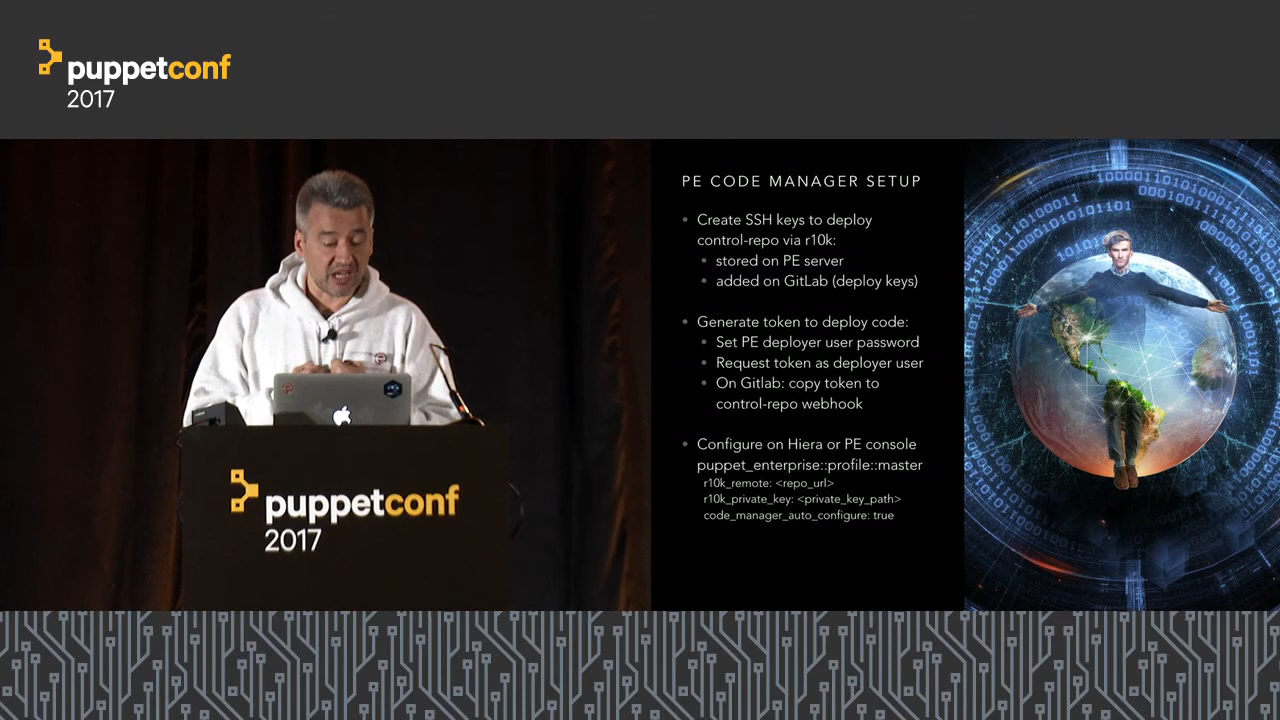 puppetconf
2017
PE CODE MANAGER SETUP
• Create SSH keys to deploy
control-repo via r10k:
• stored on PE server
• added on GitLab (deploy keys)
• Generate token to deploy code:
• Set PE deployer user password
• Request token as deployer user
• On Gitlab: copy token to
control-repo webhook
• Configure on Hiera or PE console
puppet_enterprise::profile::master
r10k_remote: <repo_url>
r10k_private_key: <private_key_path>
code_manager_auto_configure: true
puppetconf
2017